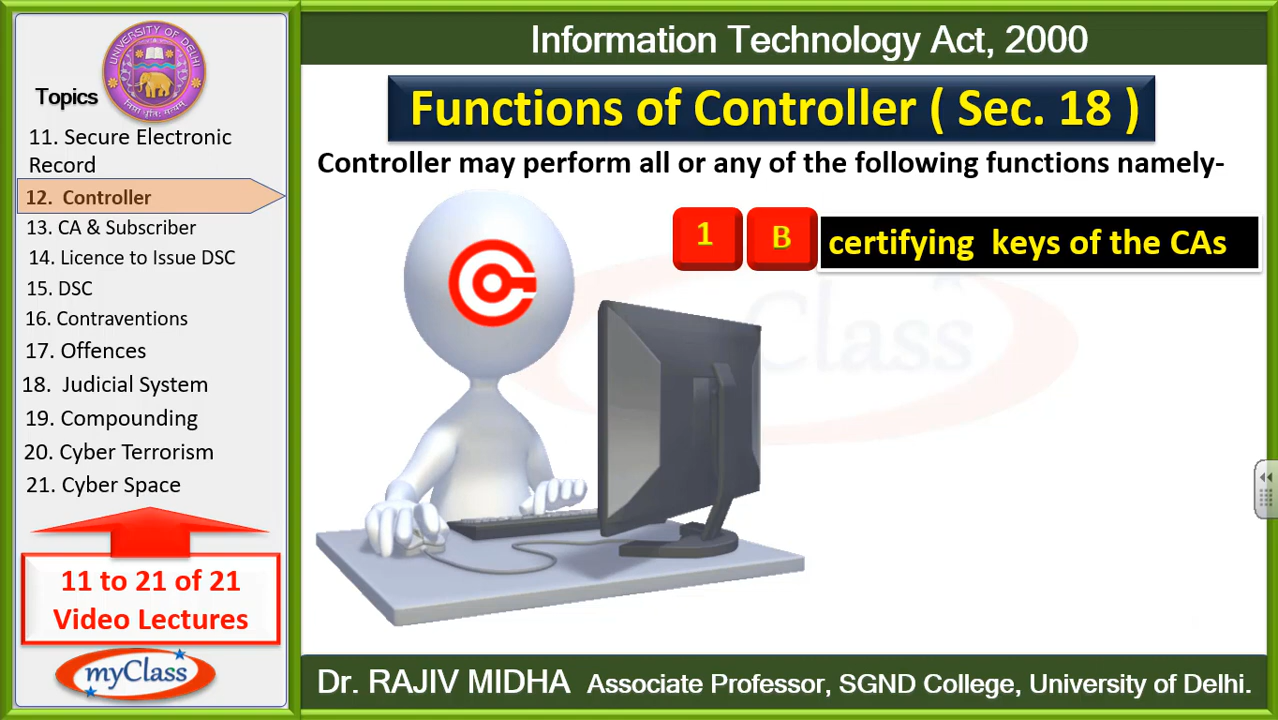 UNIVERSITY OF DELHI
Topics
11. Secure Electronic
Record
12. Controller
13. CA & Subscriber
14. Licence to Issue DSC
15. DSC
16. Contraventions
17. Offences
18. Judicial System
19. Compounding
20. Cyber Terrorism
21. Cyber Space
11 to 21 of 21
Video Lectures
myClass
Information Technology Act, 2000
Functions of Controller ( Sec. 18 )
Controller may perform all or any of the following functions namely-
1 B certifying keys of the CAs
Class
Dr. RAJIV MIDHA Associate Professor, SGND College, University of Delhi.